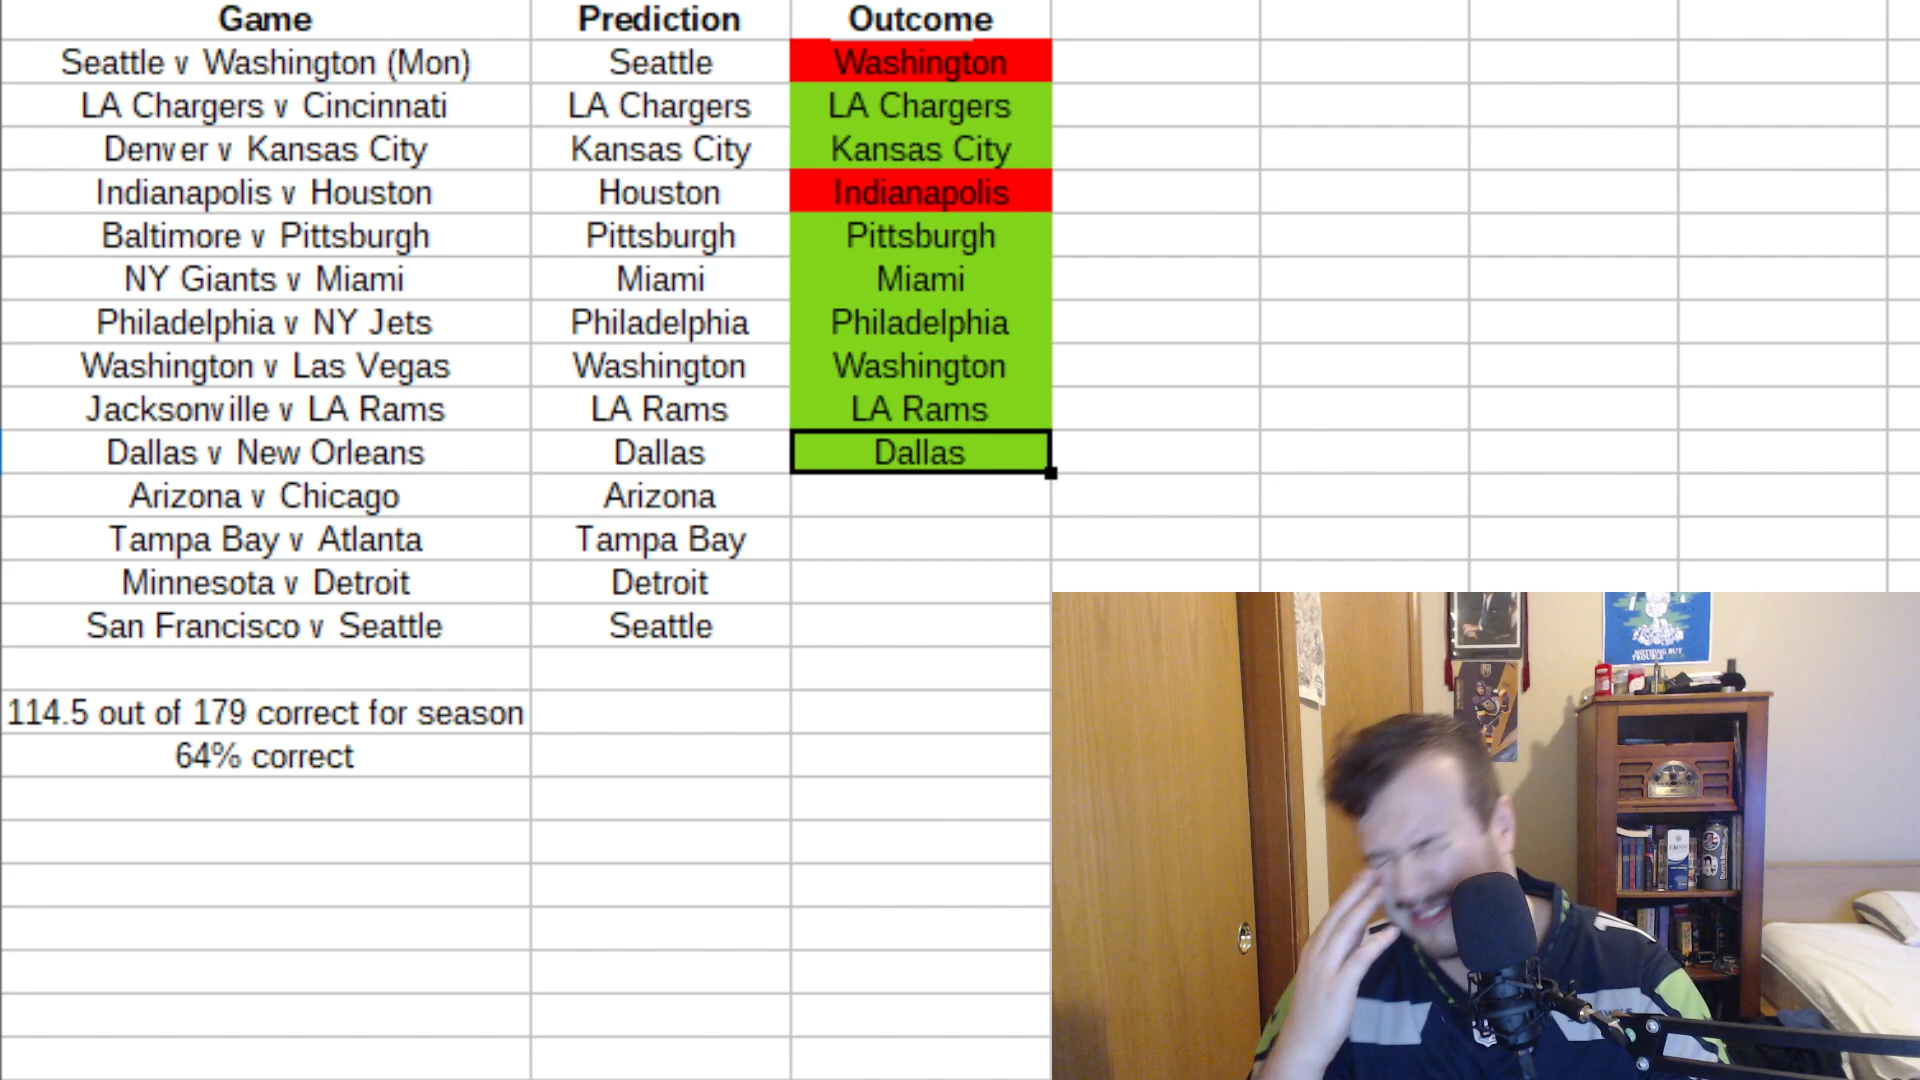 Game Prediction Outcome
Seattle v Washington (Mon) Seattle Washington
LA Chargers v Cincinnati LA Chargers LA Chargers
Denver v Kansas City Kansas City Kansas City
Indianapolis v Houston Houston Indianapolis
Baltimore v Pittsburgh Pittsburgh Pittsburgh
NY Giants v Miami Miami Miami
Philadelphia v NY Jets Philadelphia Philadelphia
Washington v Las Vegas Washington Washington
Jacksonville v LA Rams LA Rams LA Rams
Dallas v New Orleans Dallas Dallas
Arizona v Chicago Arizona
Tampa Bay v Atlanta Tampa Bay
Minnesota v Detroit Detroit
San Francisco v Seattle Seattle
114.5 out of 179 correct for season
64% correct
NOTHING BUT
TROUBLE